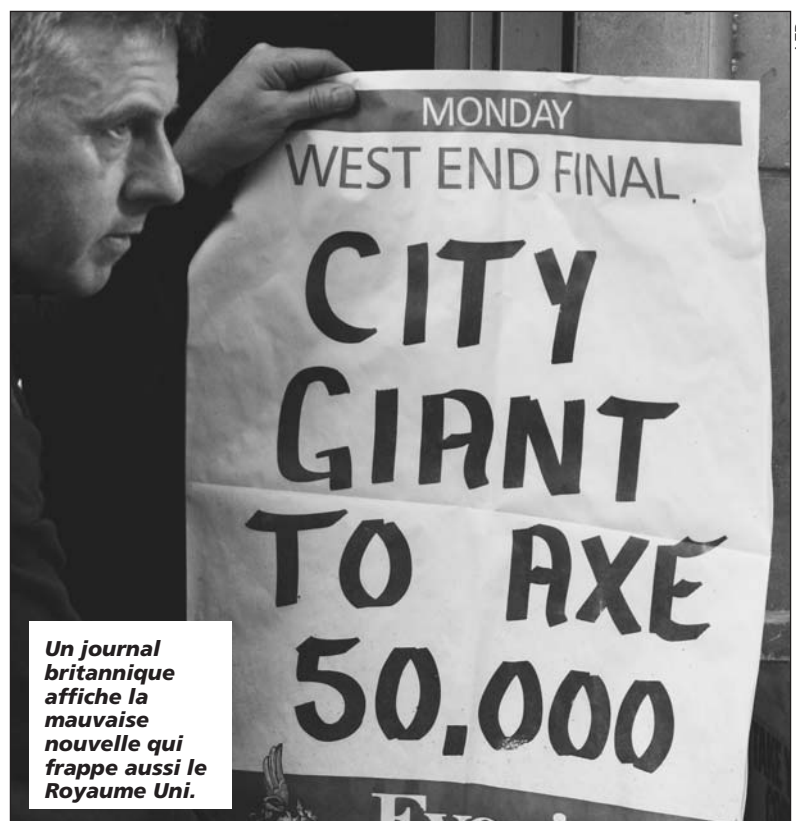 MONDAY
WEST END FINAL
CITY
GIANT
TO AXE
50.000
Un journal
britannique
affiche la
mauvaise
nouvelle qui
frappe aussi le
Royaume Uni.